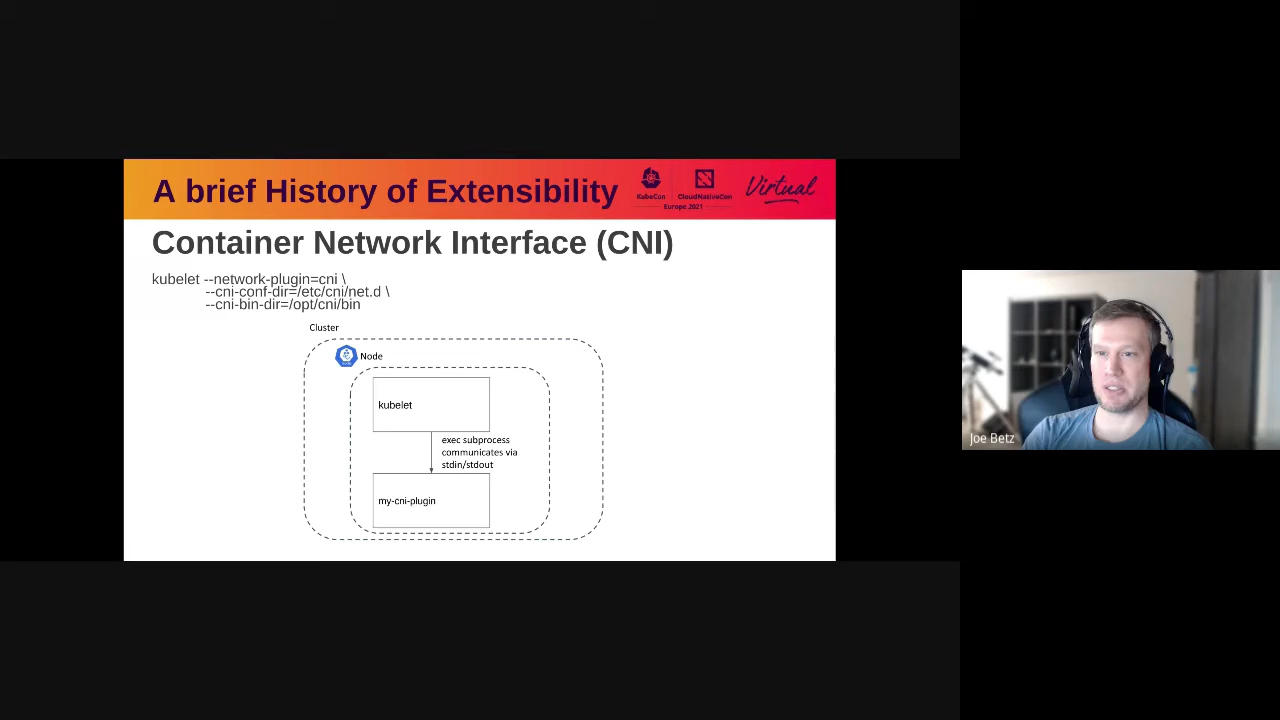 A brief History of Extensibility
KubeCon
CloudNativeCon
Europe 2021
Virtual
Container Network Interface (CNI)
kubelet --network-plugin=cni \
--cni-conf-dir=/etc/cni/net.d \
--cni-bin-dir=/opt/cni/bin
Cluster
Node
kubelet
exec subprocess
communicates via
stdin/stdout
my-cni-plugin
Joe Betz